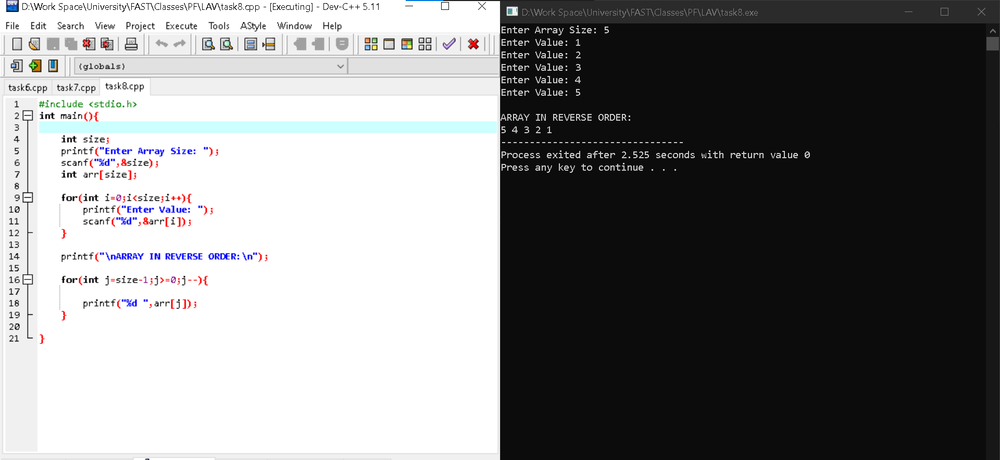 D:\Work Space\University\FAST\Classes\PF\LAV\task8.cpp - [Executing] - Dev-C++ 5.11
File Edit Search View Project Execute Tools AStyle Window Help
(globals)
task6.cpp task7.cpp task8.cpp
1 #include <stdio.h>
2 int main(){
3
4 int size;
5 printf("Enter Array Size: ");
6 scanf("%d",&size);
7 int arr[size];
8
9 for(int i=0;i<size;i++){
10 printf("Enter Value: ");
11 scanf("%d",&arr[i]);
12 }
13
14 printf("\nARRAY IN REVERSE ORDER:\n");
15
16 for(int j=size-1;j>=0;j--){
17
18 printf("%d ",arr[j]);
19 }
20
21 }
D:\Work Space\University\FAST\Classes\PF\LAV\task8.exe
Enter Array Size: 5
Enter Value: 1
Enter Value: 2
Enter Value: 3
Enter Value: 4
Enter Value: 5
ARRAY IN REVERSE ORDER:
5 4 3 2 1
--------------------------------
Process exited after 2.525 seconds with return value 0
Press any key to continue . . .